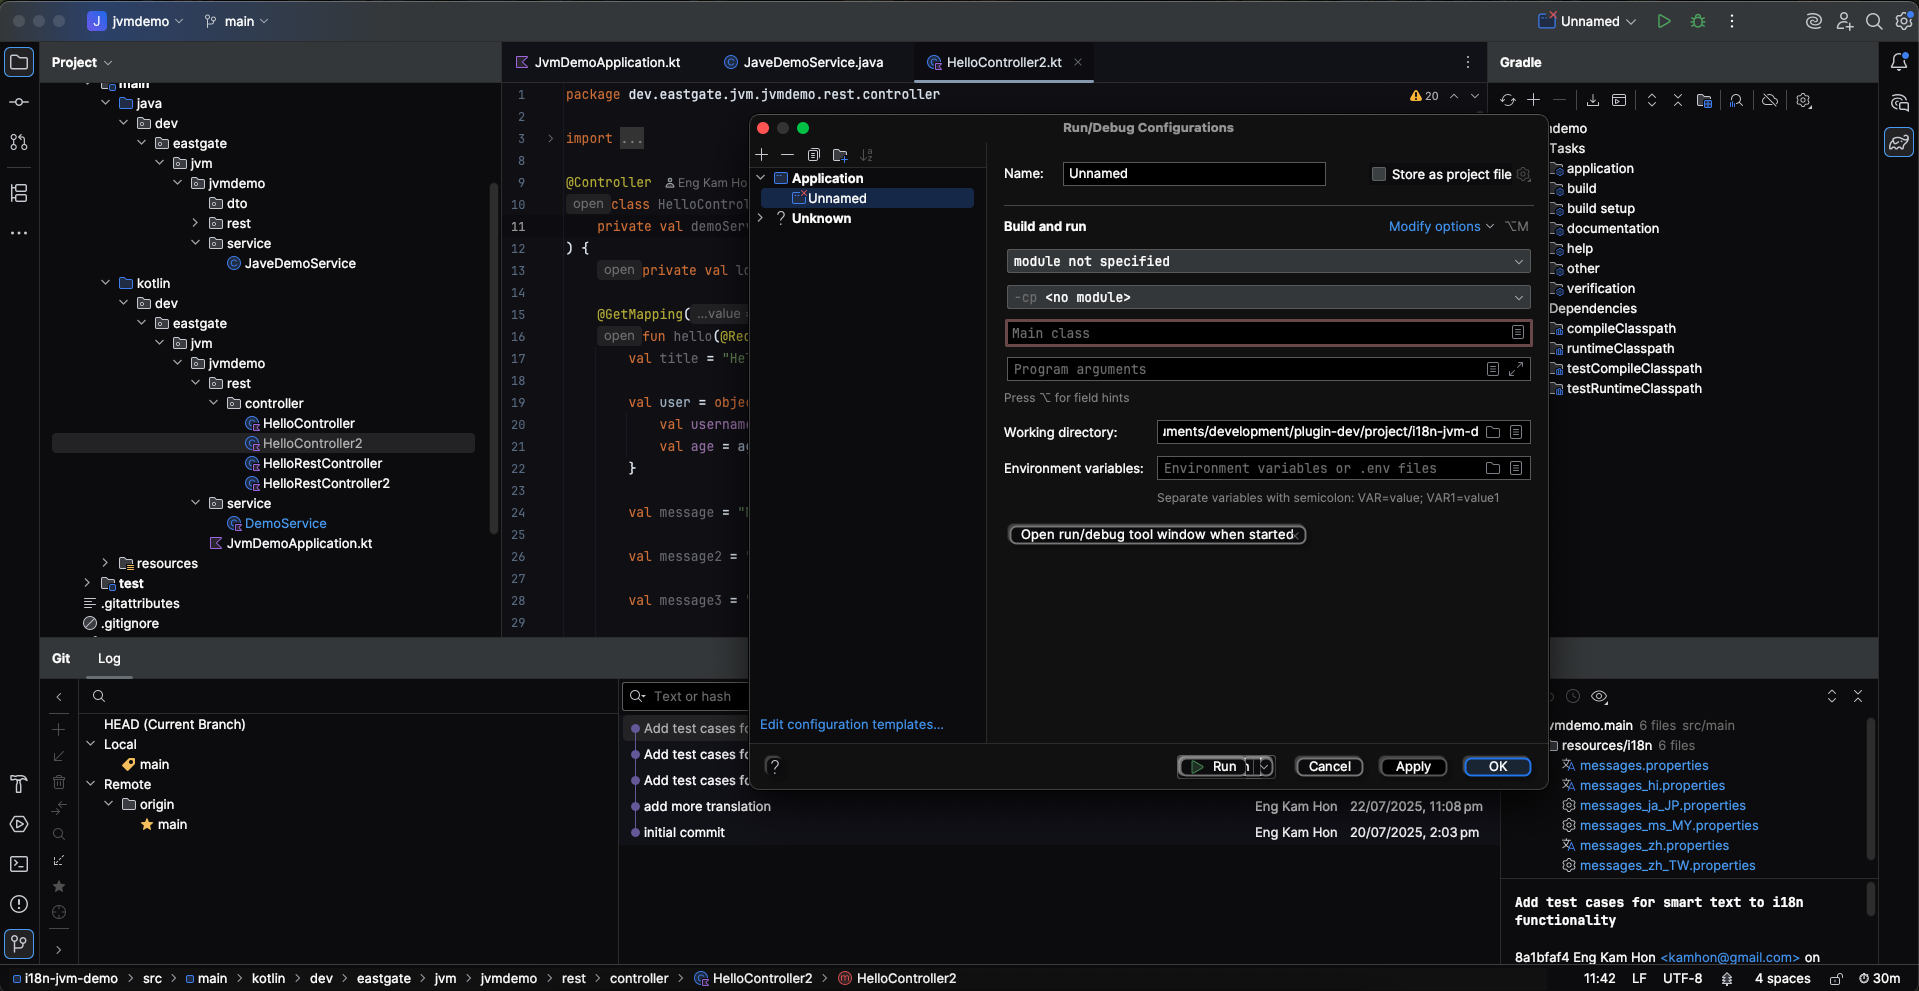 J jvmdemo main Unnamed
Project
main
java
dev
eastgate
jvm
jvmdemo
dto
rest
service
JaveDemoService
kotlin
dev
eastgate
jvm
jvmdemo
rest
controller
HelloController
HelloController2
HelloRestController
HelloRestController2
service
DemoService
JvmDemoApplication.kt
resources
test
.gitattributes
.gitignore
JvmDemoApplication.kt JaveDemoService.java HelloController2.kt
1 package dev.eastgate.jvm.jvmdemo.rest.controller
20
2
3 import ...
8
9 @Controller Eng Kam Ho
10 open class HelloContro
11 private val demoServ
12 ) {
13 open private val lo
14
15 @GetMapping( ...value =
16 open fun hello(@Req
17 val title = "He
18
19 val user = obje
20 val username
21 val age = a
22 }
23
24 val message = "
25
26 val message2 =
27
28 val message3 =
29
Run/Debug Configurations
Application
Unnamed
? Unknown
Edit configuration templates...
Name: Unnamed Store as project file
Build and run Modify options ⌥M
module not specified
-cp <no module>
Main class
Program arguments
Press ⌥ for field hints
Working directory: uments/development/plugin-dev/project/i18n-jvm-d
Environment variables: Environment variables or .env files
Separate variables with semicolon: VAR=value; VAR1=value1
Open run/debug tool window when started
? Run Cancel Apply OK
Gradle
demo
Tasks
application
build
build setup
documentation
help
other
verification
Dependencies
compileClasspath
runtimeClasspath
testCompileClasspath
testRuntimeClasspath
Git Log
HEAD (Current Branch)
Local
main
Remote
origin
main
Text or hash
Add test cases fo
Add test cases fo
Add test cases fo
add more translation Eng Kam Hon 22/07/2025, 11:08 pm
initial commit Eng Kam Hon 20/07/2025, 2:03 pm
vmdemo.main 6 files src/main
resources/i18n 6 files
messages.properties
messages_hi.properties
messages_ja_JP.properties
messages_ms_MY.properties
messages_zh.properties
messages_zh_TW.properties
Add test cases for smart text to i18n
functionality
8a1bfaf4 Eng Kam Hon <kamhon@gmail.com> on
i18n-jvm-demo > src > main > kotlin > dev > eastgate > jvm > jvmdemo > rest > controller > HelloController2 > HelloController2
11:42 LF UTF-8 4 spaces 30m